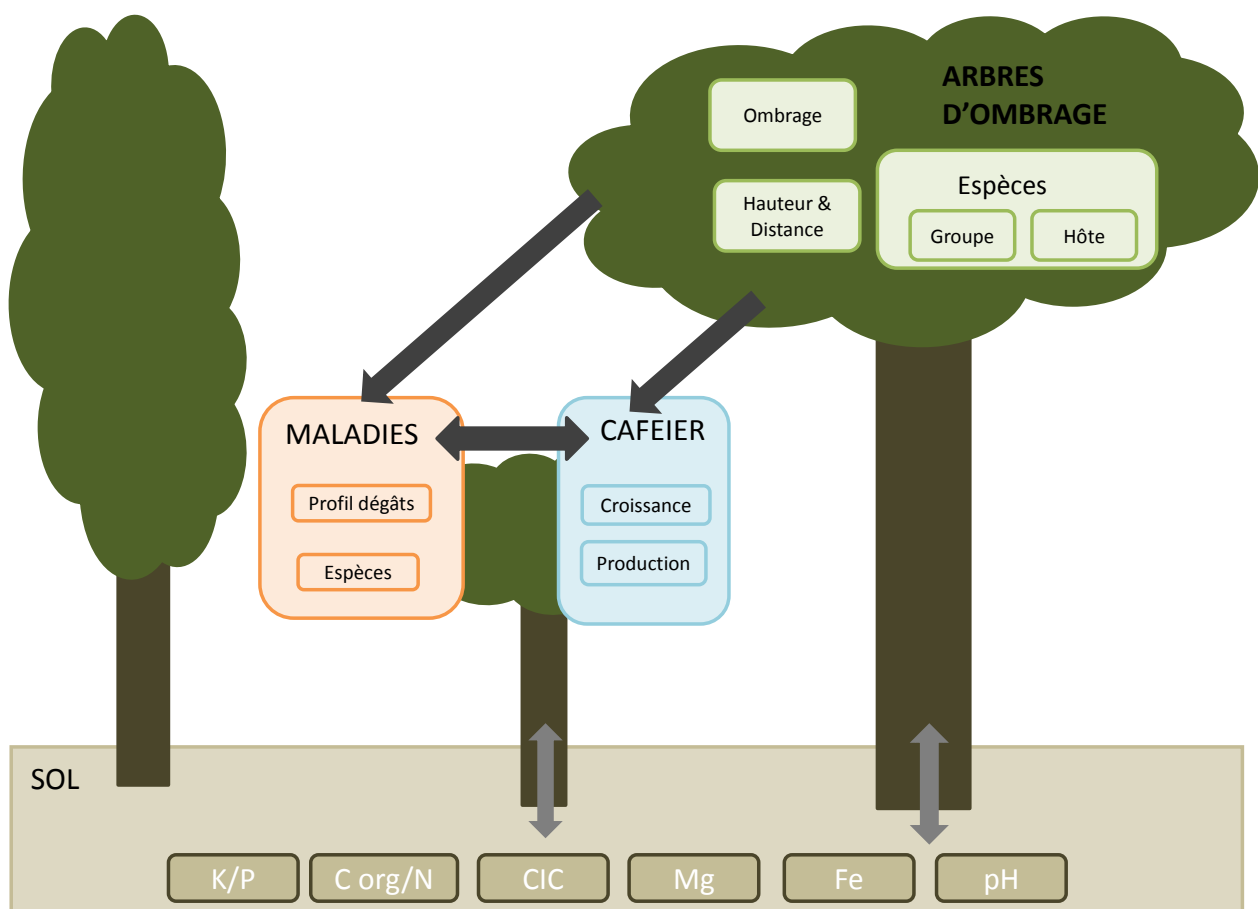 ARBRES
D'OMBRAGE
Ombrage
Hauteur &
Distance
Espèces
Groupe
Hôte
MALADIES
Profil dégâts
Espèces
CAFEIER
Croissance
Production
SOL
K/P
C org/N
CIC
Mg
Fe
pH